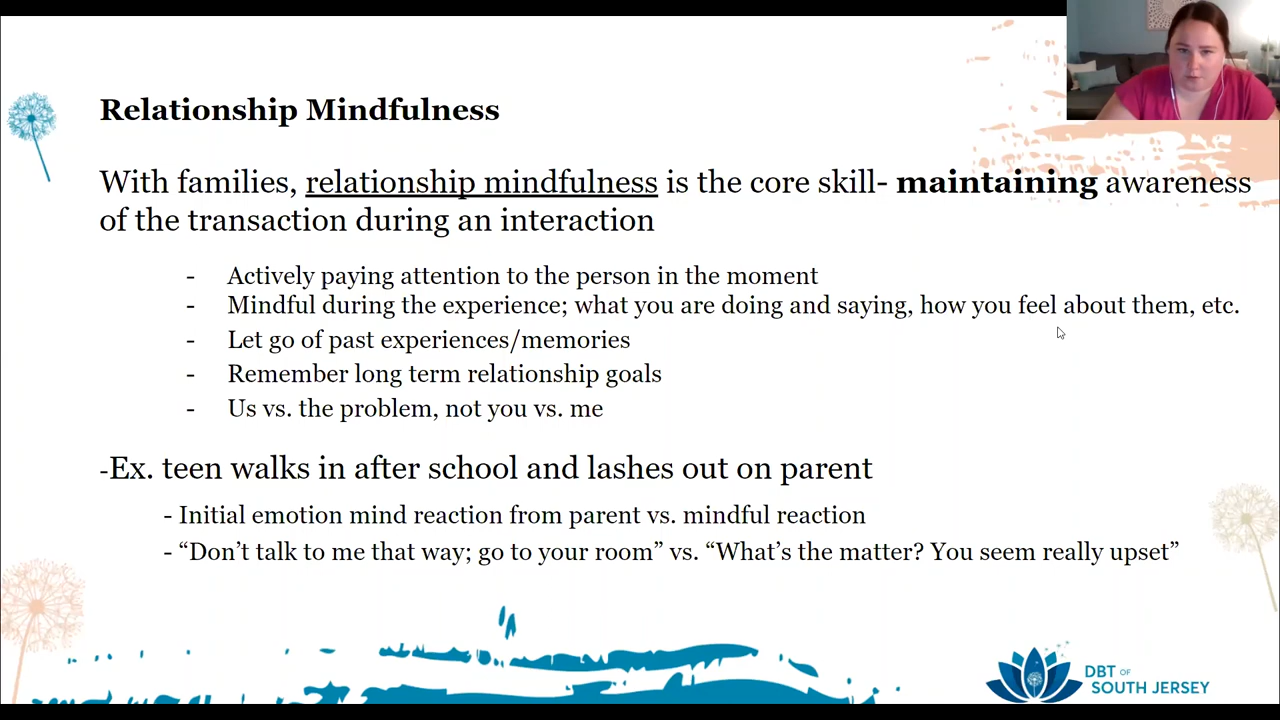 Relationship Mindfulness
With families, relationship mindfulness is the core skill- maintaining awareness
of the transaction during an interaction
- Actively paying attention to the person in the moment
- Mindful during the experience; what you are doing and saying, how you feel about them, etc.
- Let go of past experiences/memories
- Remember long term relationship goals
- Us vs. the problem, not you vs. me
-Ex. teen walks in after school and lashes out on parent
- Initial emotion mind reaction from parent vs. mindful reaction
- “Don’t talk to me that way; go to your room” vs. “What’s the matter? You seem really upset”
DBT OF
SOUTH JERSEY